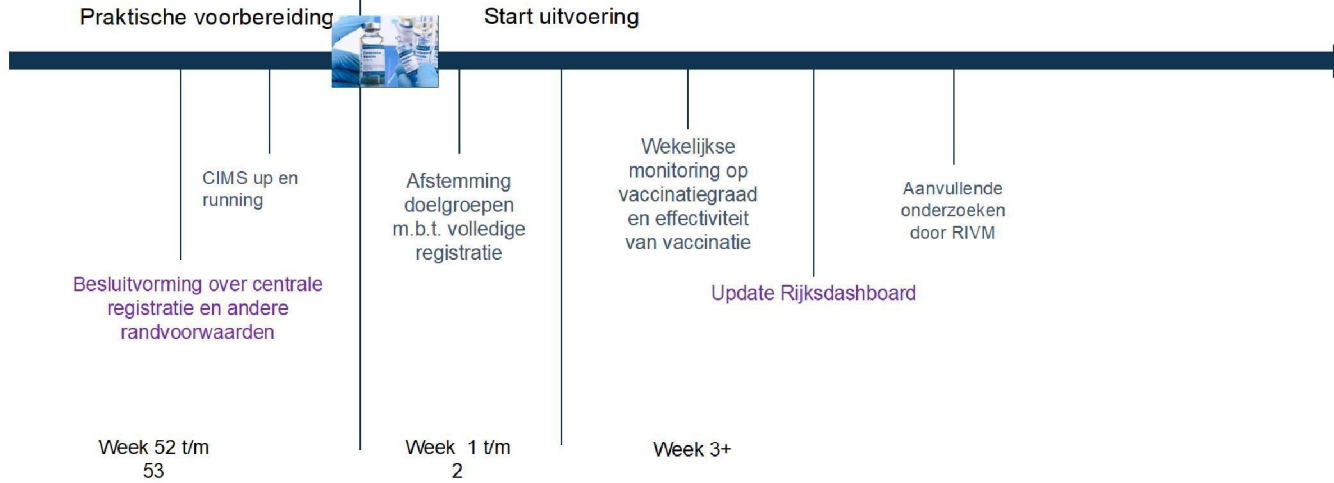 Praktische voorbereiding
Start uitvoering
CIMS up en
running
Besluitvorming over centrale
registratie en andere
randvoorwaarden
Afstemming
doelgroepen
m.b.t. volledige
registratie
Wekelijkse
monitoring op
vaccinatiegraad
en effectiviteit
van vaccinatie
Update Rijksdashboard
Aanvullende
onderzoeken
door RIVM
Week 52 t/m
53
Week 1 t/m
2
Week 3+